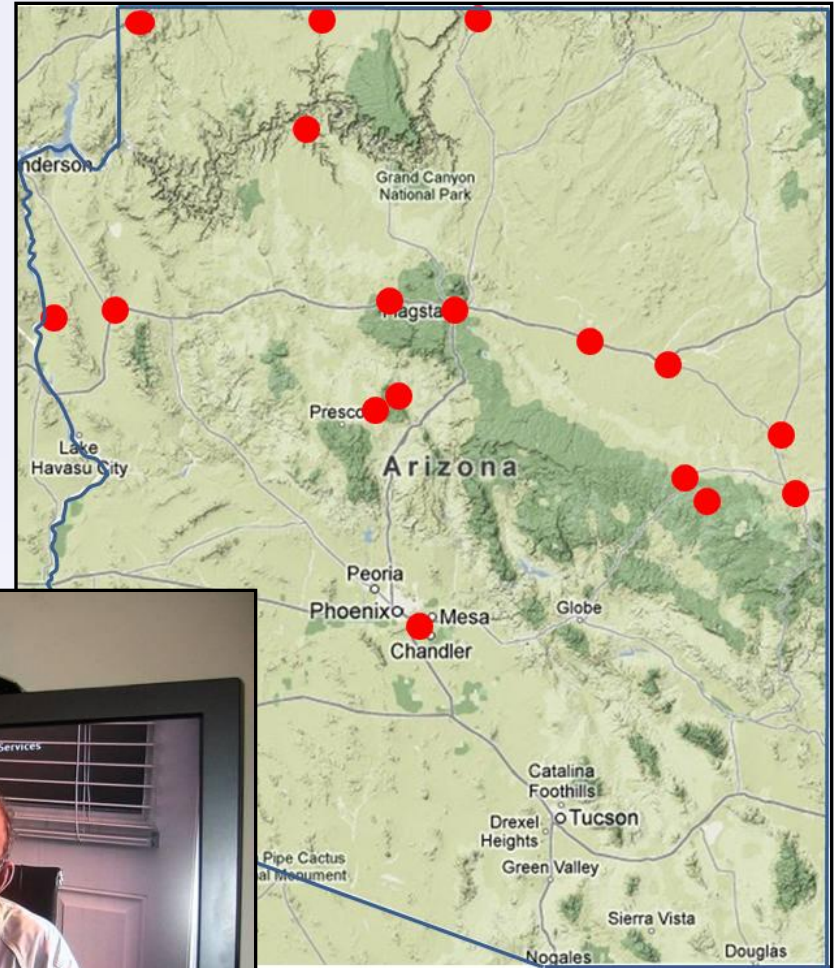 nderson
Grand Canyon
National Park
Flagsta
Presco
Lake
Havasu City
Arizona
Peoria
Phoenix
Mesa
Globe
Chandler
Services
Catalina
Foothills
Tucson
Drexel
Heights
Green Valley
Pipe Cactus
al Monument
Sierra Vista
Nogales
Douglas